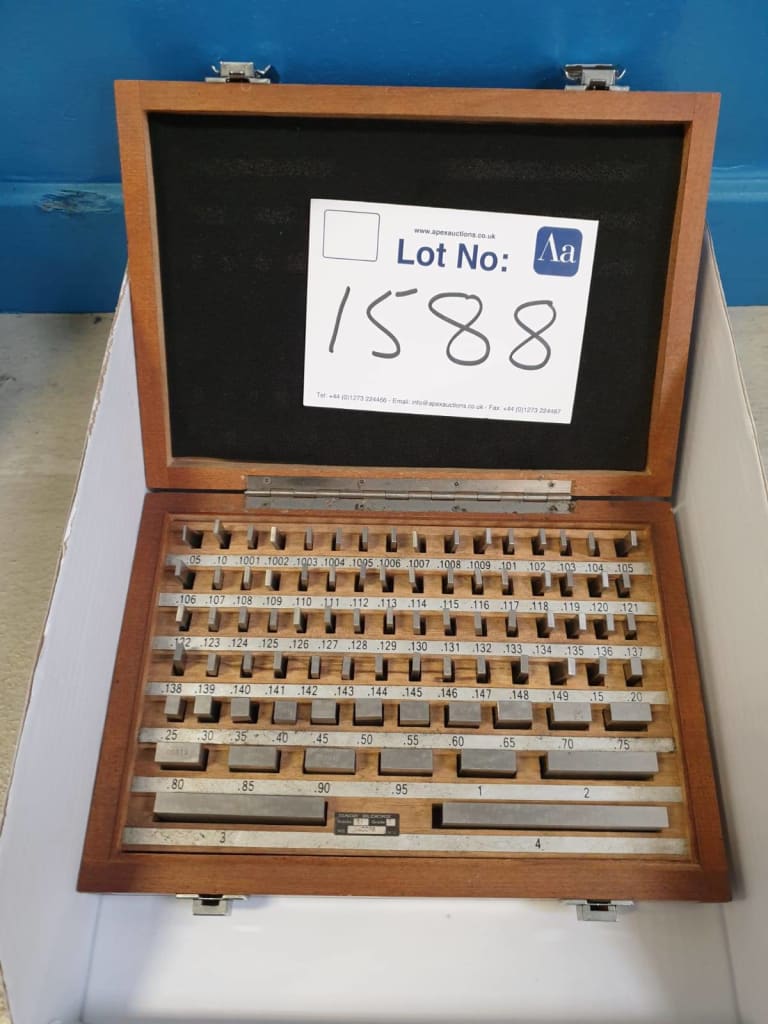 www.apexauctions.co.uk
Lot No:
Aa
1588
Tel: +44 (0)1273 224466 - Email: info@apexauctions.co.uk - Fax: +44 (0)1273 224467
.05 .10 .1001 .1002 .1003 .1004 .1005 .1006 .1007 .1008 .1009 .101 .102 .103 .104 .105
.106 .107 .108 .109 .110 .111 .112 .113 .114 .115 .116 .117 .118 .119 .120 .121
.122 .123 .124 .125 .126 .127 .128 .129 .130 .131 .132 .133 .134 .135 .136 .137
.138 .139 .140 .141 .142 .143 .144 .145 .146 .147 .148 .149 .15 .20
.25 .30 .35 .40 .45 .50 .55 .60 .65 .70 .75
.80 .85 .90 .95 1 2
GAUGE BLOCKS
Grade
NO
3 4